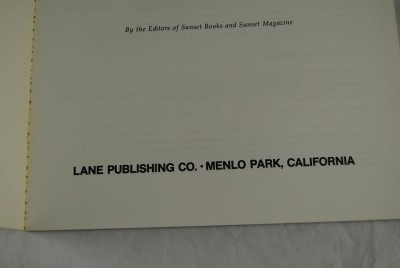 By the Editors of Sunset Books and Sunset Magazine
LANE PUBLISHING CO. • MENLO PARK, CALIFORNIA